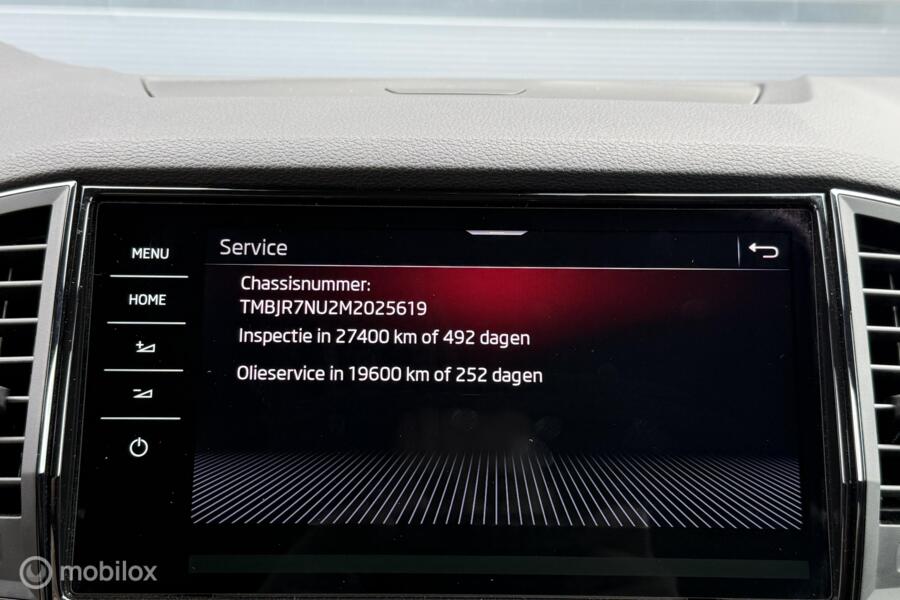 Service
MENU
HOME
Chassisnummer:
TMBJR7NU2M2025619
Inspectie in 27400 km of 492 dagen
Olieservice in 19600 km of 252 dagen
mobilox